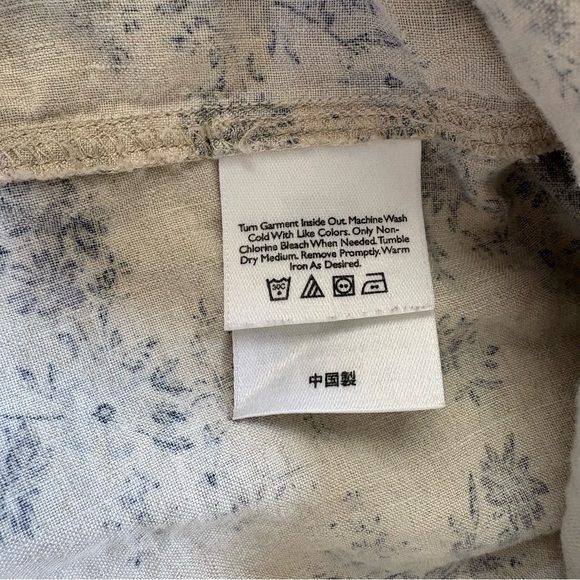 Turn Garment Inside Out. Machine Wash
Cold With Like Colors. Only Non-
Chlorine Bleach When Needed. Tumble
Dry Medium. Remove Promptly. Warm
Iron As Desired.
30C
中国製